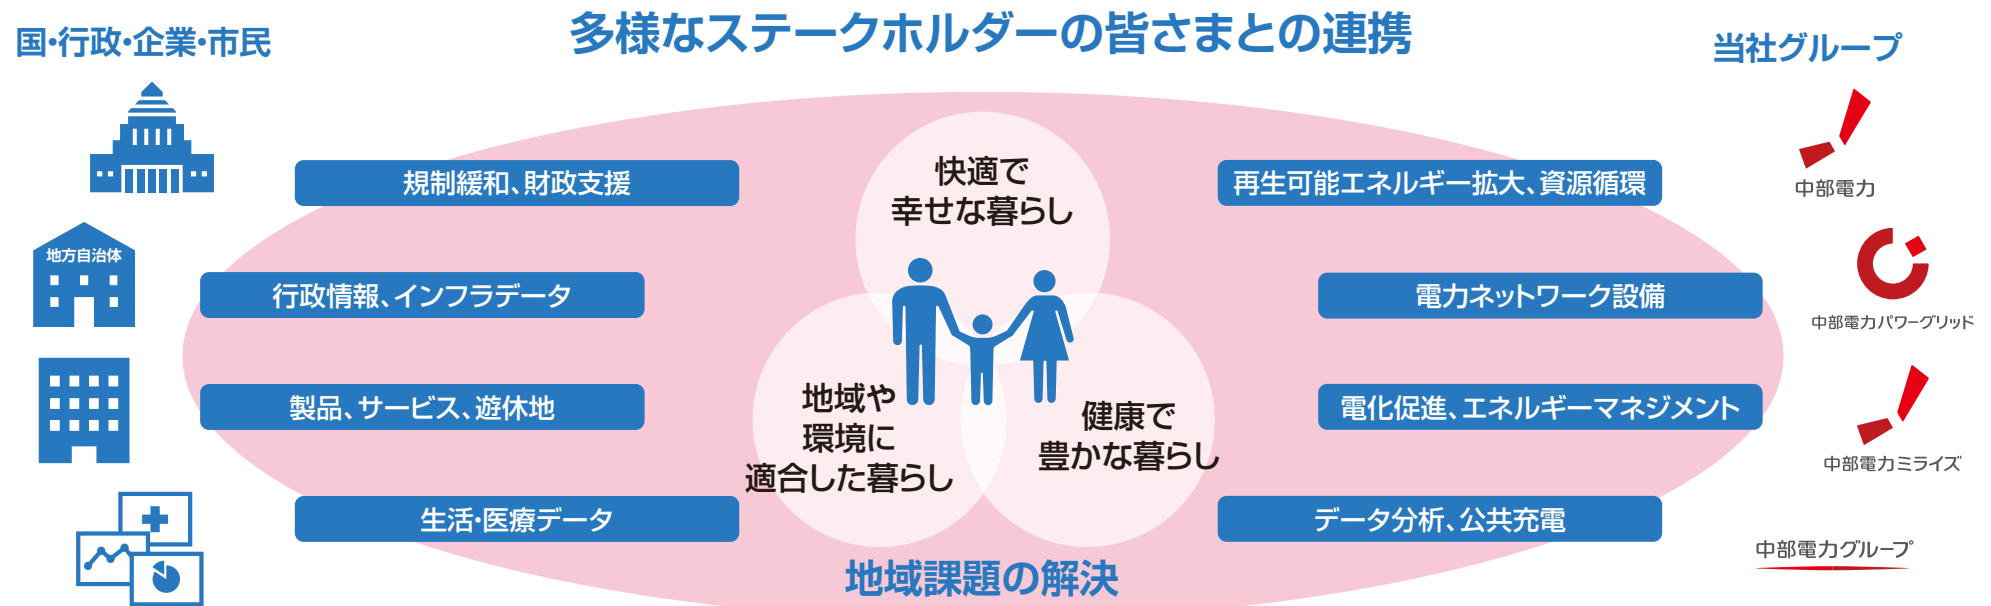 多様なステークホルダーの皆さまとの連携
国・行政・企業・市民
地方自治体
規制緩和、財政支援
行政情報、インフラデータ
製品、サービス、遊休地
生活・医療データ
快適で
幸せな暮らし
地域や
環境に
適合した暮らし
健康で
豊かな暮らし
地域課題の解決
再生可能エネルギー拡大、資源循環
電力ネットワーク設備
電化促進、エネルギーマネジメント
データ分析、公共充電
当社グループ
中部電力
中部電力パワーグリッド
中部電力ミライズ
中部電力グループ